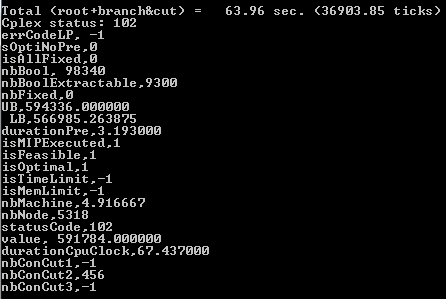 Total (root+branch&cut) =   63.96 sec. (36903.85 ticks)
Cplex status: 102
errCodeLP, -1
sOptiNoPre,0
isAllFixed,0
nbBool, 98340
nbBoolExtractable,9300
nbFixed,0
UB,594336.000000
 LB,566985.263875
durationPre,3.193000
isMIPExecuted,1
isFeasible,1
isOptimal,1
isTimeLimit,-1
isMemLimit,-1
nbMachine,4.916667
nbNode,5318
statusCode,102
value, 591784.000000
durationCpuClock,67.437000
nbConCut1,-1
nbConCut2,456
nbConCut3,-1